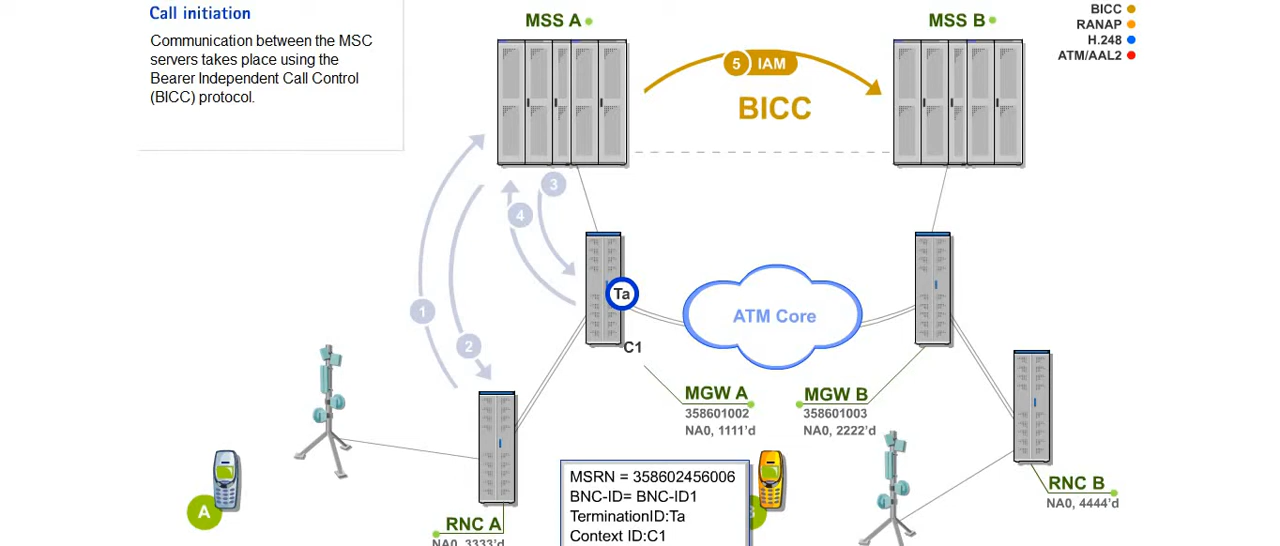 Call initiation
Communication between the MSC
servers takes place using the
Bearer Independent Call Control
(BICC) protocol.
MSS A
5 IAM
BICC
MSS B
BICC
RANAP
H.248
ATM/AAL2
3
4
1
2
Ta
C1
ATM Core
MGW A
358601002
NA0, 1111'd
MGW B
358601003
NA0, 2222'd
A
RNC A
NA0, 3333'd
MSRN = 358602456006
BNC-ID= BNC-ID1
TerminationID:Ta
Context ID:C1
RNC B
NA0, 4444'd